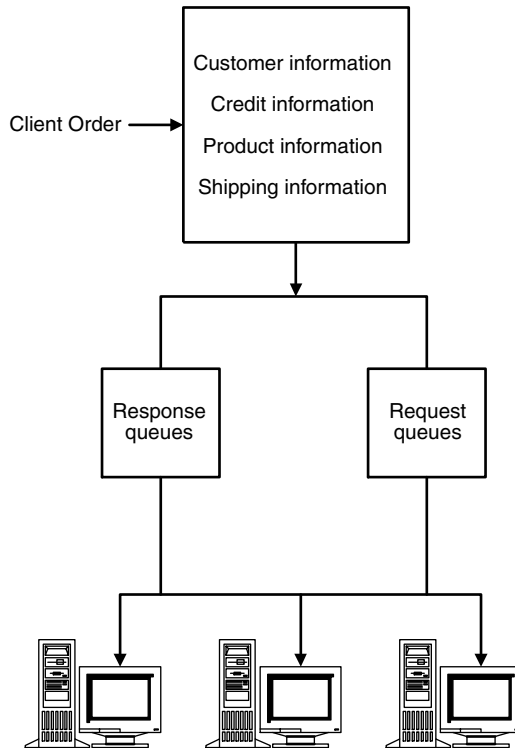 Customer information
Credit information
Client Order
Product information
Shipping information
Response
queues
Request
queues